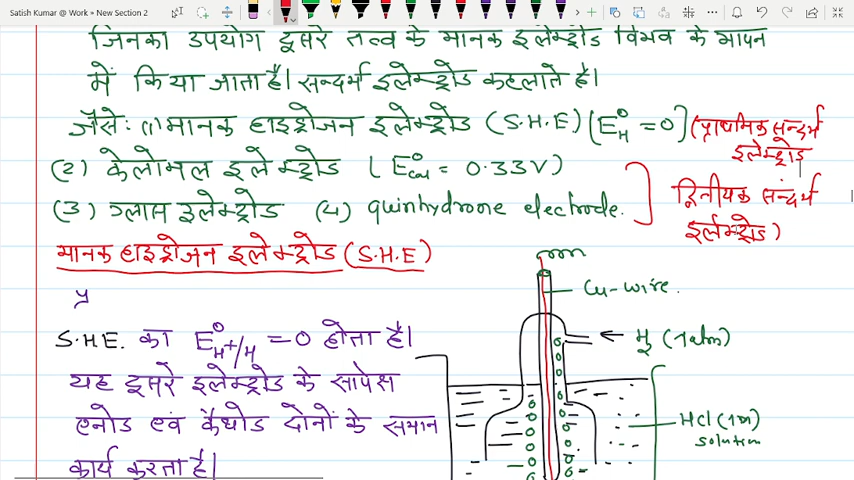 Satish Kumar @ Work » New Section 2
जिनका उपयोग दूसरे तत्व के मानक इलेक्ट्रोड विभव के मापन
में किया जाता है। सन्दर्भ इलेक्ट्रोड कहलाते है।
जैसे: (1) मानक हाइड्रोजन इलेक्ट्रोड (S.H.E) (E°H = 0] (प्राथमिक सन्दर्भ
इलेक्ट्रोड
(2) केलोमल इलेक्ट्रोड ( E°cal = 0.33V)
(3) ग्लास इलेक्ट्रोड (4) quinhydrone electrode.
द्वितीयक संन्दर्भ
इलेक्ट्रोड)
मानक हाइड्रोजन इलेक्ट्रोड (S.H.E)
Cu-wire.
प्र
S.H.E. का E°H+/H = 0 होता है।
← H2 (1atm)
यह दूसरे इलेक्ट्रोड के सापेक्ष
एनोड एवं कैथोड दोनों के समान
HCl (1M)
solution
कार्य करता है।